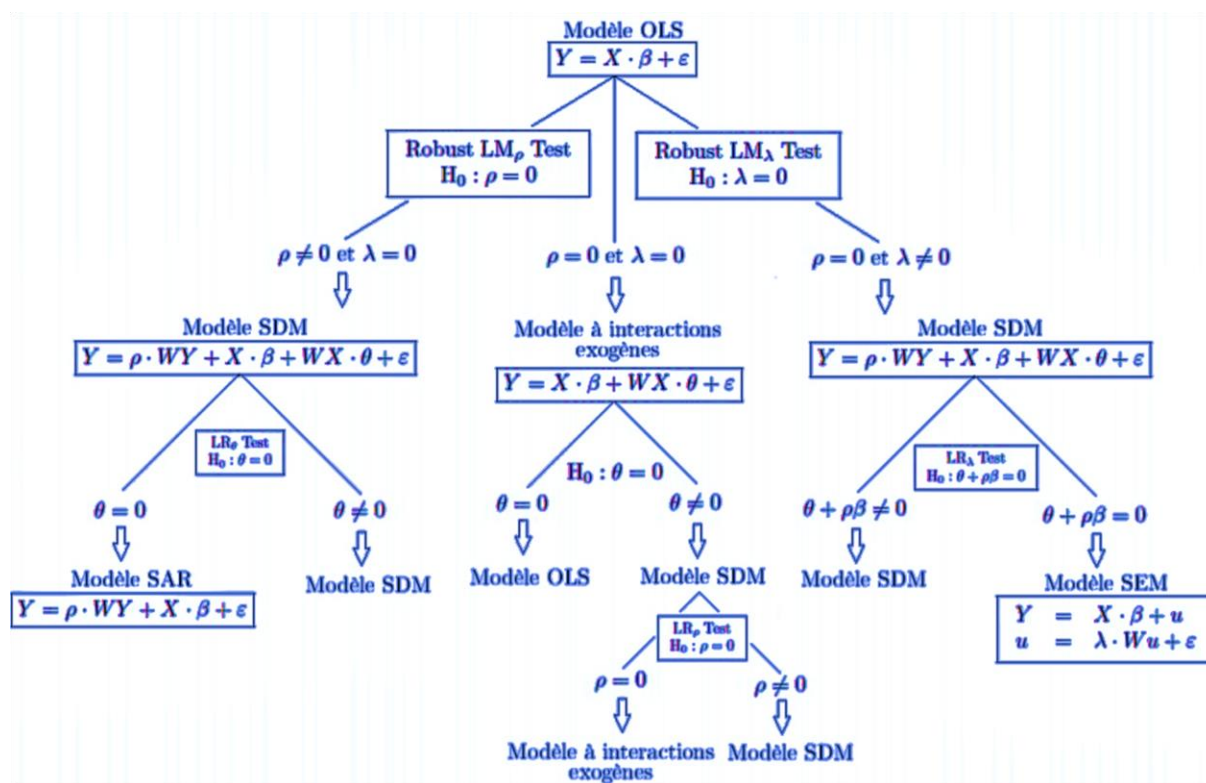 Modèle OLS
Y = X · β + ε
Robust LMρ Test
H₀ : ρ = 0
Robust LMλ Test
H₀ : λ = 0
ρ ≠ 0 et λ = 0
ρ = 0 et λ = 0
ρ = 0 et λ ≠ 0
Modèle SDM
Y = ρ · WY + X · β + WX · θ + ε
Modèle à interactions
exogènes
Y = X · β + WX · θ + ε
Modèle SDM
Y = ρ · WY + X · β + WX · θ + ε
LRθ Test
H₀ : θ = 0
H₀ : θ = 0
LRλ Test
H₀ : θ + ρβ = 0
θ = 0
θ ≠ 0
θ = 0
θ ≠ 0
θ + ρβ ≠ 0
θ + ρβ = 0
Modèle SAR
Y = ρ · WY + X · β + ε
Modèle SDM
Modèle OLS
Modèle SDM
Modèle SDM
Modèle SEM
Y = X · β + u
u = λ · Wu + ε
LRρ Test
H₀ : ρ = 0
ρ = 0
ρ ≠ 0
Modèle à interactions
exogènes
Modèle SDM